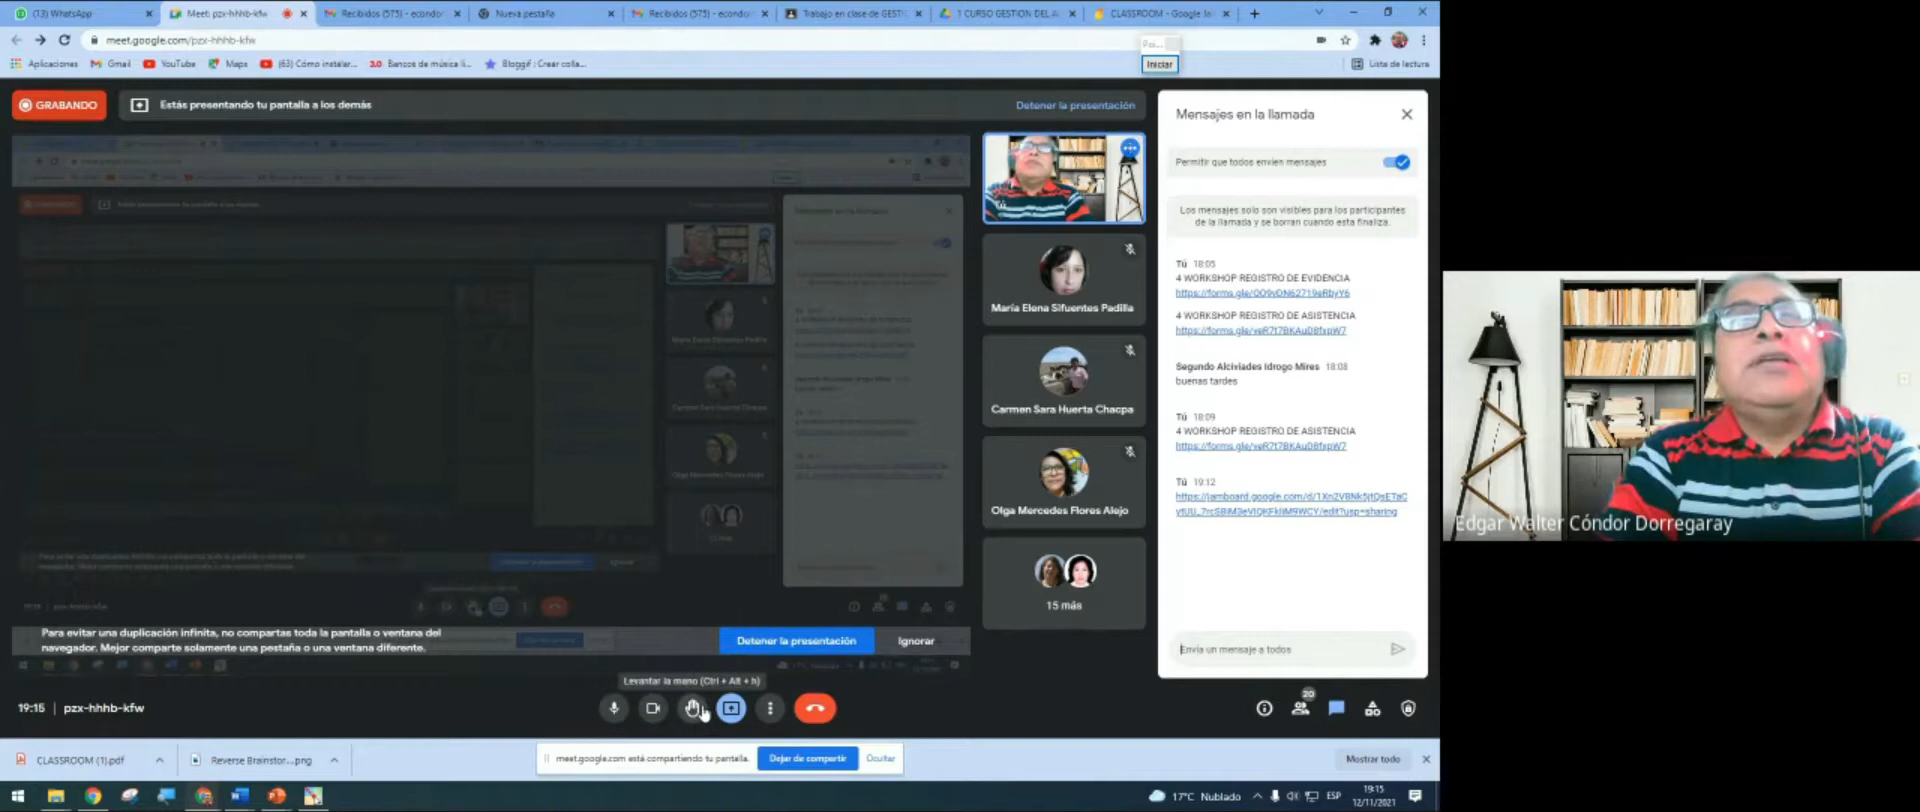 (13) WhatsApp
Meet: pzx-hhhb-kfw
Recibidos (575) - econdor
Nueva pestaña
Recibidos (575) - econdor
Trabajo en clase de GESTI
1 CURSO GESTION DEL A
CLASSROOM - Google Ja
meet.google.com/pzx-hhhb-kfw
Iniciar
Aplicaciones
Gmail
YouTube
Maps
(63) Cómo instalar...
Bancos de música li...
Bloggif : Crear colla...
Lista de lectura
GRABANDO
Estás presentando tu pantalla a los demás
Detener la presentación
Tú
María Elena Sifuentes Padilla
Carmen Sara Huerta Chacpa
Olga Mercedes Flores Alejo
15 más
Mensajes en la llamada
Permitir que todos envíen mensajes
Los mensajes solo son visibles para los participantes
de la llamada y se borran cuando esta finaliza.
Tú 18:05
4 WORKSHOP REGISTRO DE EVIDENCIA
4 WORKSHOP REGISTRO DE ASISTENCIA
Segundo Alciviades Idrogo Mires 18:08
buenas tardes
Tú 18:09
4 WORKSHOP REGISTRO DE ASISTENCIA
Tú 19:12
Envía un mensaje a todos
Para evitar una duplicación infinita, no compartas toda la pantalla o ventana del
navegador. Mejor comparte solamente una pestaña o una ventana diferente.
Detener la presentación
Ignorar
Levantar la mano (Ctrl + Alt + h)
19:15 | pzx-hhhb-kfw
20
CLASSROOM (1).pdf
Reverse Brainstor....png
meet.google.com está compartiendo tu pantalla.
Dejar de compartir
Ocultar
Mostrar todo
17°C Nublado
ESP
19:15
12/11/2021
Edgar Walter Cóndor Dorregaray